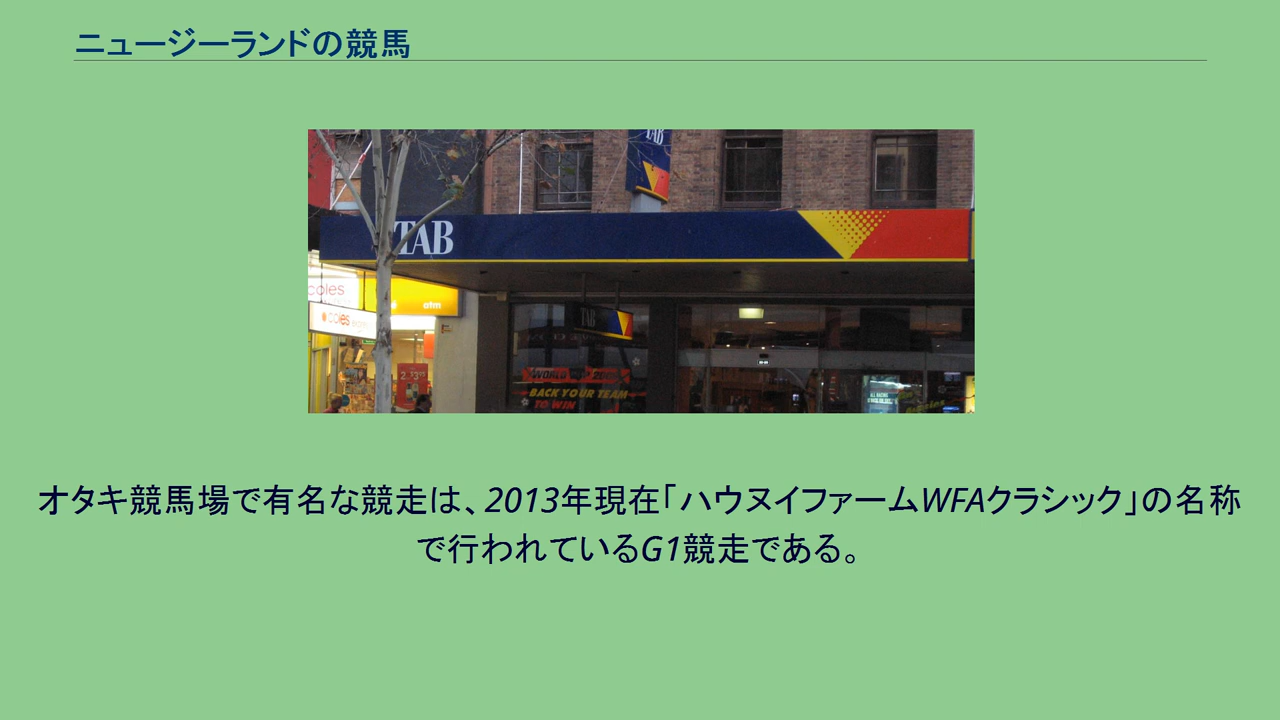 ニュージーランドの競馬
TAB
TAB
coles
atm
coles
TAB
BACK YOUR TEAM
TO WIN
オタキ競馬場で有名な競走は、2013年現在「ハウヌイファームWFAクラシック」の名称
で行われているG1競走である。